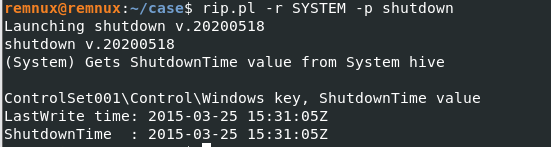 remnux@remnux:~/case$ rip.pl -r SYSTEM -p shutdown
Launching shutdown v.20200518
shutdown v.20200518
(System) Gets ShutdownTime value from System hive
ControlSet001\Control\Windows key, ShutdownTime value
LastWrite time: 2015-03-25 15:31:05Z
ShutdownTime  : 2015-03-25 15:31:05Z